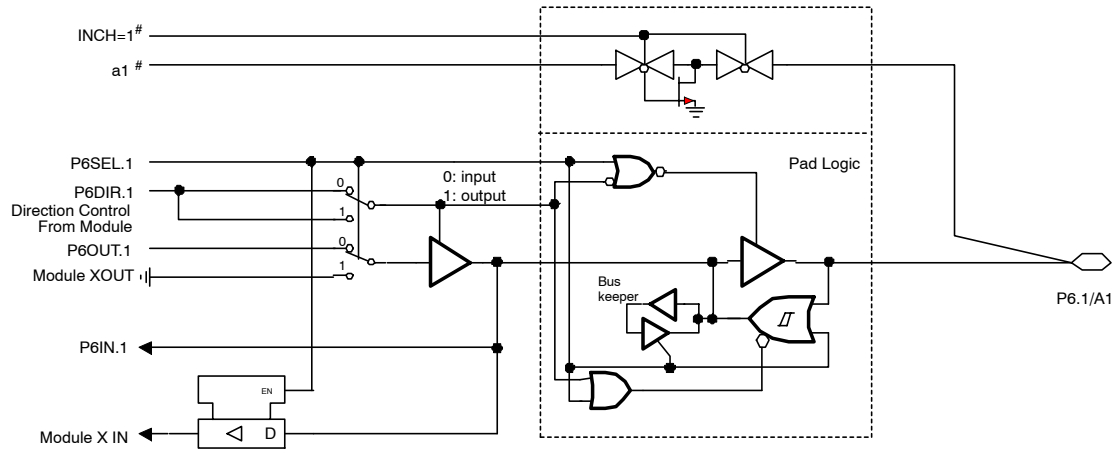 INCH=1#
a1 #
P6SEL.1
Pad Logic
0: input
1: output
P6DIR.1
0
Direction Control
From Module
1
P6OUT.1
0
Module XOUT
1
Bus
keeper
P6.1/A1
P6IN.1
EN
D
Module X IN